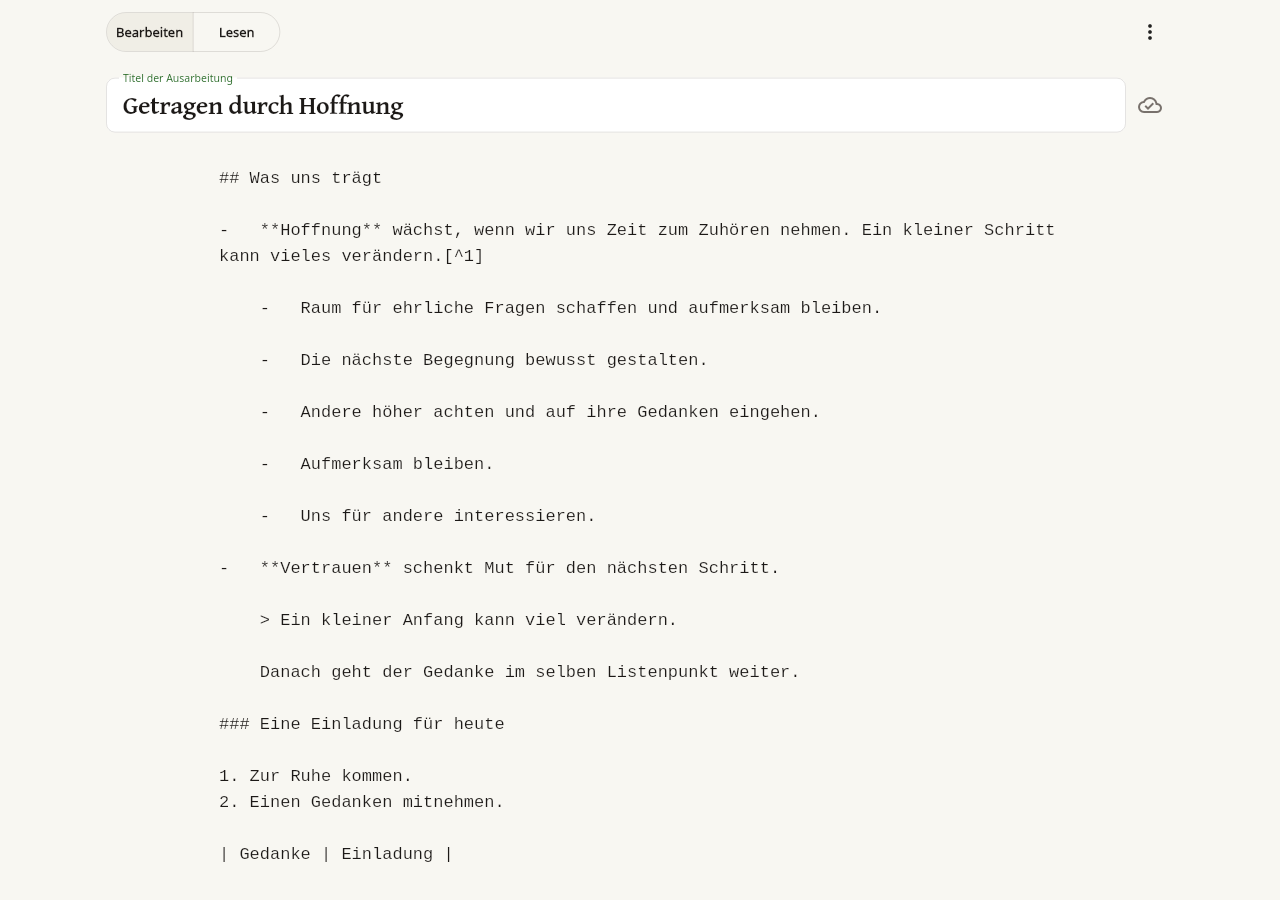 Bearbeiten Lesen
Titel der Ausarbeitung
Getragen durch Hoffnung
## Was uns trägt
-   **Hoffnung** wächst, wenn wir uns Zeit zum Zuhören nehmen. Ein kleiner Schritt
kann vieles verändern.[^1]
    -   Raum für ehrliche Fragen schaffen und aufmerksam bleiben.
    -   Die nächste Begegnung bewusst gestalten.
    -   Andere höher achten und auf ihre Gedanken eingehen.
    -   Aufmerksam bleiben.
    -   Uns für andere interessieren.
-   **Vertrauen** schenkt Mut für den nächsten Schritt.
    > Ein kleiner Anfang kann viel verändern.
    Danach geht der Gedanke im selben Listenpunkt weiter.
### Eine Einladung für heute
1. Zur Ruhe kommen.
2. Einen Gedanken mitnehmen.
| Gedanke | Einladung |